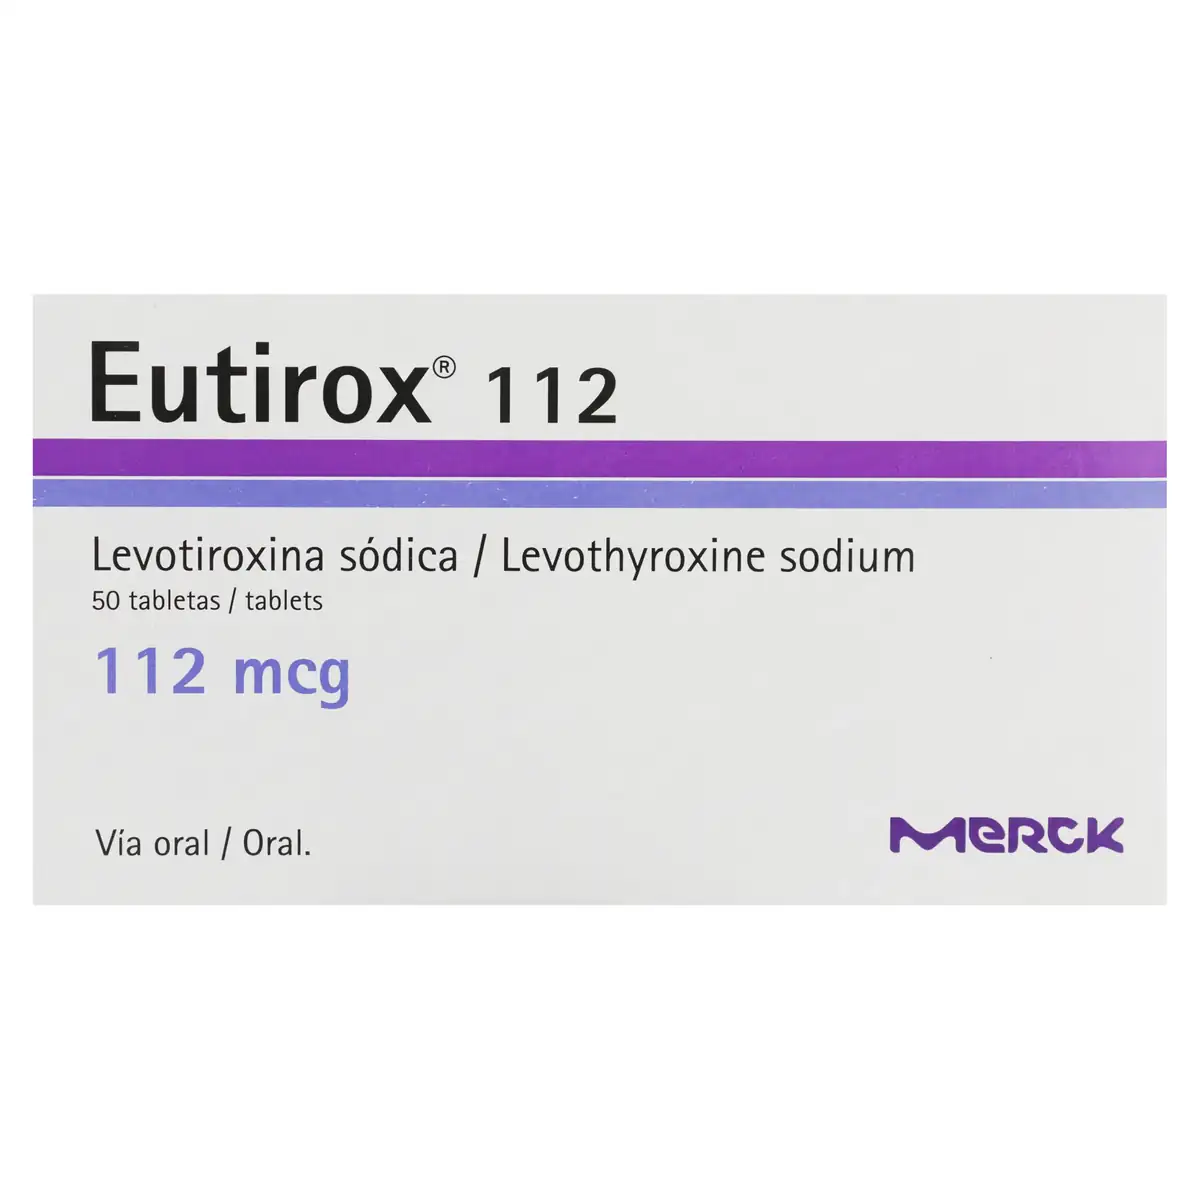 Eutirox® 112
Levotiroxina sódica / Levothyroxine sodium
50 tabletas / tablets
112 mcg
Vía oral / Oral.
MERCK